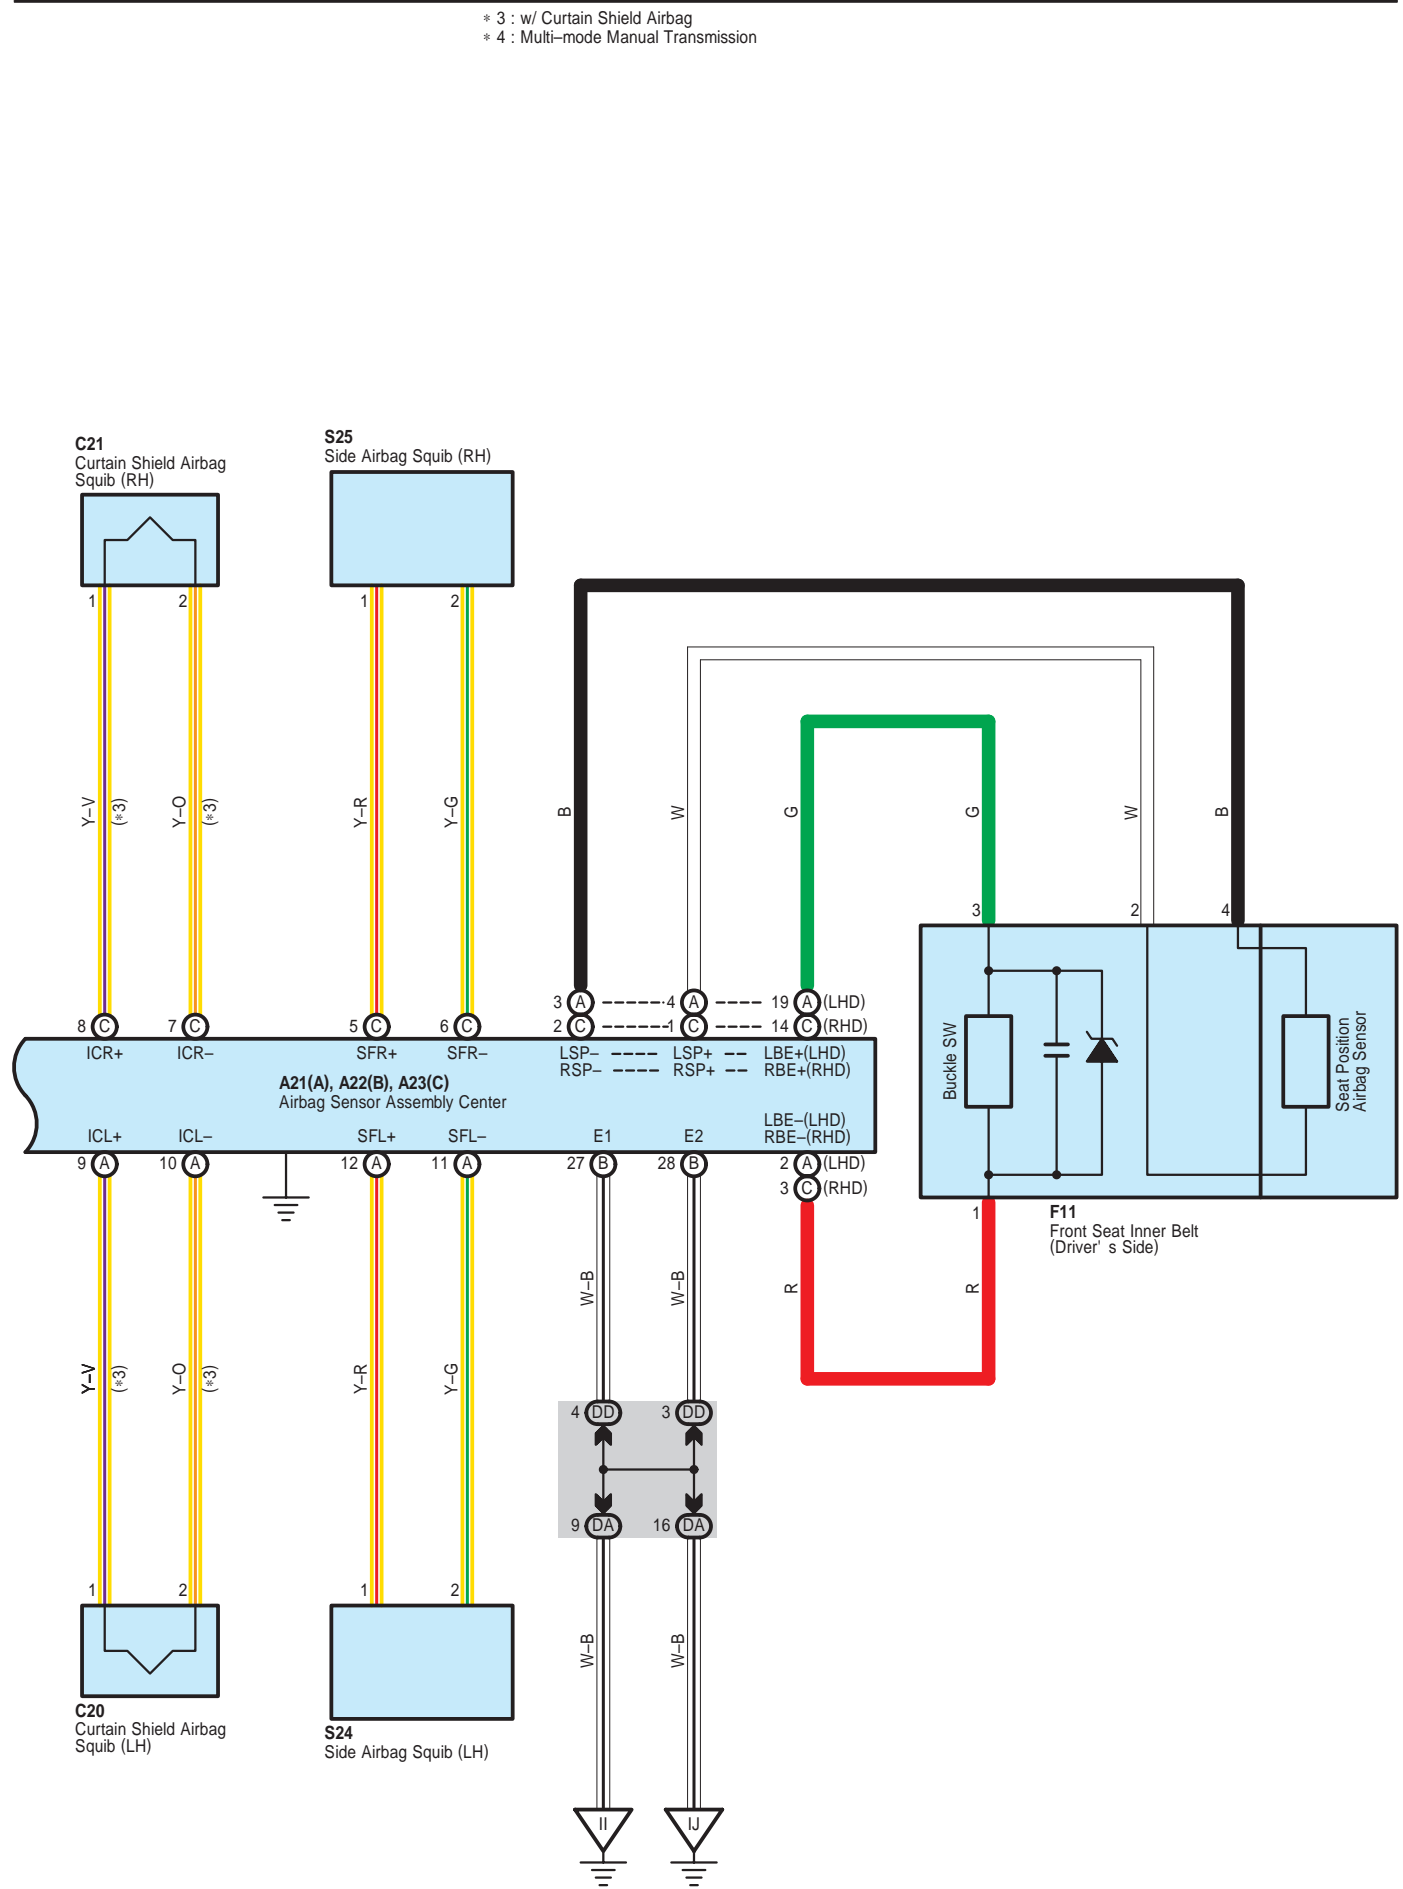 * 3 : w/ Curtain Shield Airbag
* 4 : Multi–mode Manual Transmission
C21
Curtain Shield Airbag
Squib (RH)
S25
Side Airbag Squib (RH)
1
2
1
2
Y–V
(*3)
Y–O
(*3)
Y–R
Y–G
B
W
G
G
W
B
3
2
4
8 C
7 C
5 C
6 C
3 A
4 A
19 A (LHD)
2 C
1 C
14 C (RHD)
ICR+
ICR–
SFR+
SFR–
LSP–
LSP+
LBE+(LHD)
RSP–
RSP+
RBE+(RHD)
A21(A), A22(B), A23(C)
Airbag Sensor Assembly Center
Buckle SW
Seat Position
Airbag Sensor
LBE–(LHD)
RBE–(RHD)
ICL+
ICL–
SFL+
SFL–
E1
E2
9 A
10 A
12 A
11 A
27 B
28 B
2 A (LHD)
3 C (RHD)
1
F11
Front Seat Inner Belt
(Driver' s Side)
W–B
W–B
R
R
Y–V
(*3)
Y–O
(*3)
Y–R
Y–G
4 DD
3 DD
9 DA
16 DA
1
2
1
2
W–B
W–B
C20
Curtain Shield Airbag
Squib (LH)
S24
Side Airbag Squib (LH)
II
IJ